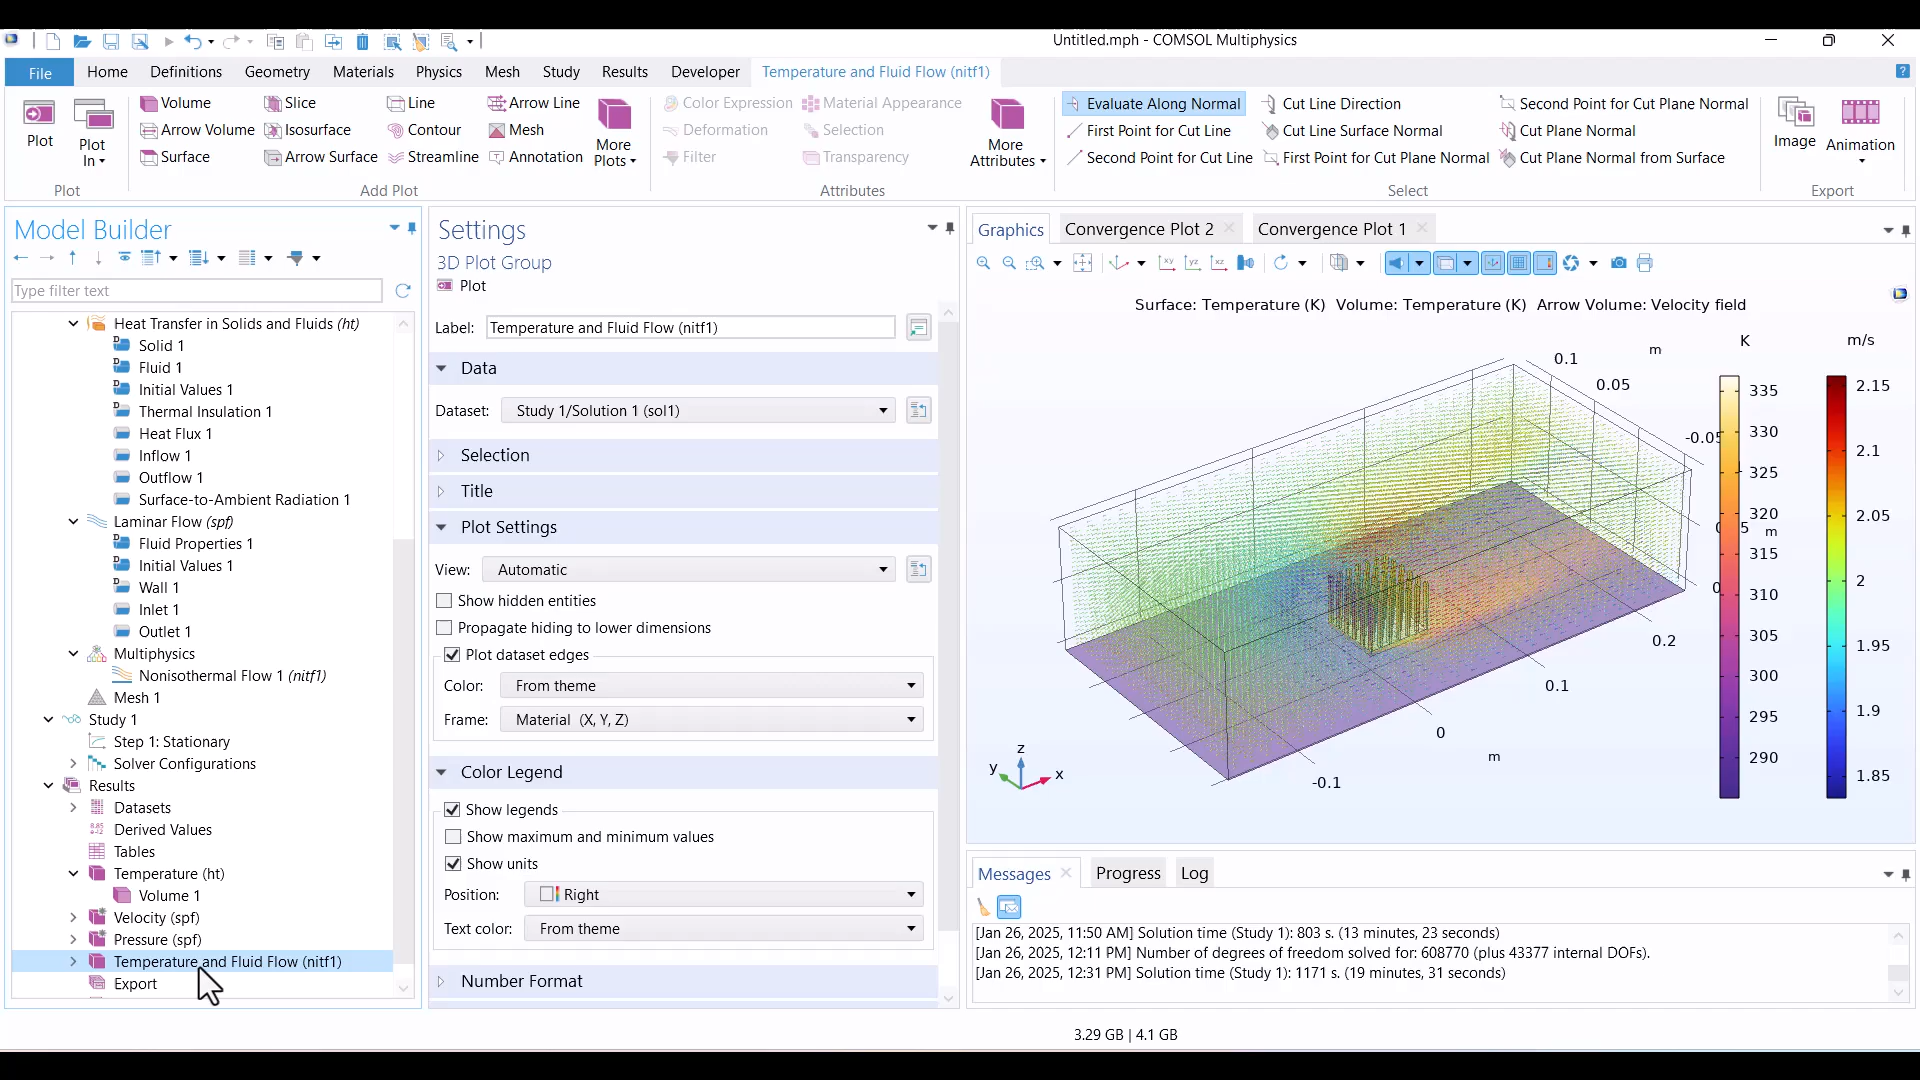 Untitled.mph - COMSOL Multiphysics
File
Home
Definitions
Geometry
Materials
Physics
Mesh
Study
Results
Developer
Temperature and Fluid Flow (nitf1)
Plot
Plot
In
Plot
Volume
Slice
Line
Arrow Line
Arrow Volume
Isosurface
Contour
Mesh
Surface
Arrow Surface
Streamline
Annotation
More
Plots
Add Plot
Color Expression
Material Appearance
Deformation
Selection
Filter
Transparency
More
Attributes
Attributes
Evaluate Along Normal
Cut Line Direction
Second Point for Cut Plane Normal
First Point for Cut Line
Cut Line Surface Normal
Cut Plane Normal
Second Point for Cut Line
First Point for Cut Plane Normal
Cut Plane Normal from Surface
Select
Image
Animation
Export
Model Builder
Type filter text
Heat Transfer in Solids and Fluids (ht)
Solid 1
Fluid 1
Initial Values 1
Thermal Insulation 1
Heat Flux 1
Inflow 1
Outflow 1
Surface-to-Ambient Radiation 1
Laminar Flow (spf)
Fluid Properties 1
Initial Values 1
Wall 1
Inlet 1
Outlet 1
Multiphysics
Nonisothermal Flow 1 (nitf1)
Mesh 1
Study 1
Step 1: Stationary
Solver Configurations
Results
Datasets
Derived Values
Tables
Temperature (ht)
Volume 1
Velocity (spf)
Pressure (spf)
Temperature and Fluid Flow (nitf1)
Export
Settings
3D Plot Group
Plot
Label: Temperature and Fluid Flow (nitf1)
Data
Dataset: Study 1/Solution 1 (sol1)
Selection
Title
Plot Settings
View: Automatic
Show hidden entities
Propagate hiding to lower dimensions
Plot dataset edges
Color: From theme
Frame: Material (X, Y, Z)
Color Legend
Show legends
Show maximum and minimum values
Show units
Position: Right
Text color: From theme
Number Format
Graphics
Convergence Plot 2
Convergence Plot 1
Surface: Temperature (K) Volume: Temperature (K) Arrow Volume: Velocity field
K
m/s
0.1
m
0.05
-0.05
m
0.2
0.1
0
m
-0.1
z
y
x
335
330
325
320
315
310
305
300
295
290
2.15
2.1
2.05
2
1.95
1.9
1.85
Messages
Progress
Log
[Jan 26, 2025, 11:50 AM] Solution time (Study 1): 803 s. (13 minutes, 23 seconds)
[Jan 26, 2025, 12:11 PM] Number of degrees of freedom solved for: 608770 (plus 43377 internal DOFs).
[Jan 26, 2025, 12:31 PM] Solution time (Study 1): 1171 s. (19 minutes, 31 seconds)
3.29 GB | 4.1 GB